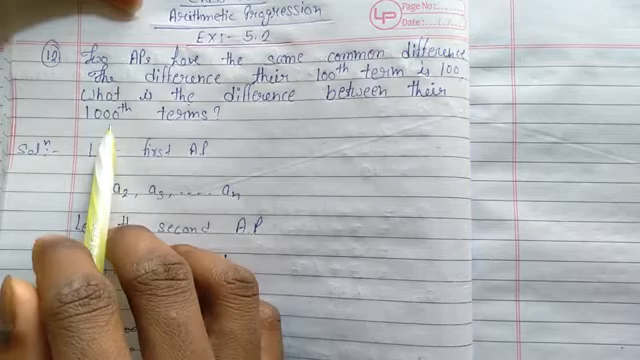 Arithmetic Progression
LP Page No:
Date:
Ex:- 5.2
12 Two APs have the same common difference
The difference their 100th term is 100.
What is the difference between their
1000th terms?
Soln:- first AP
a2, a3, ..... an
the second A.P